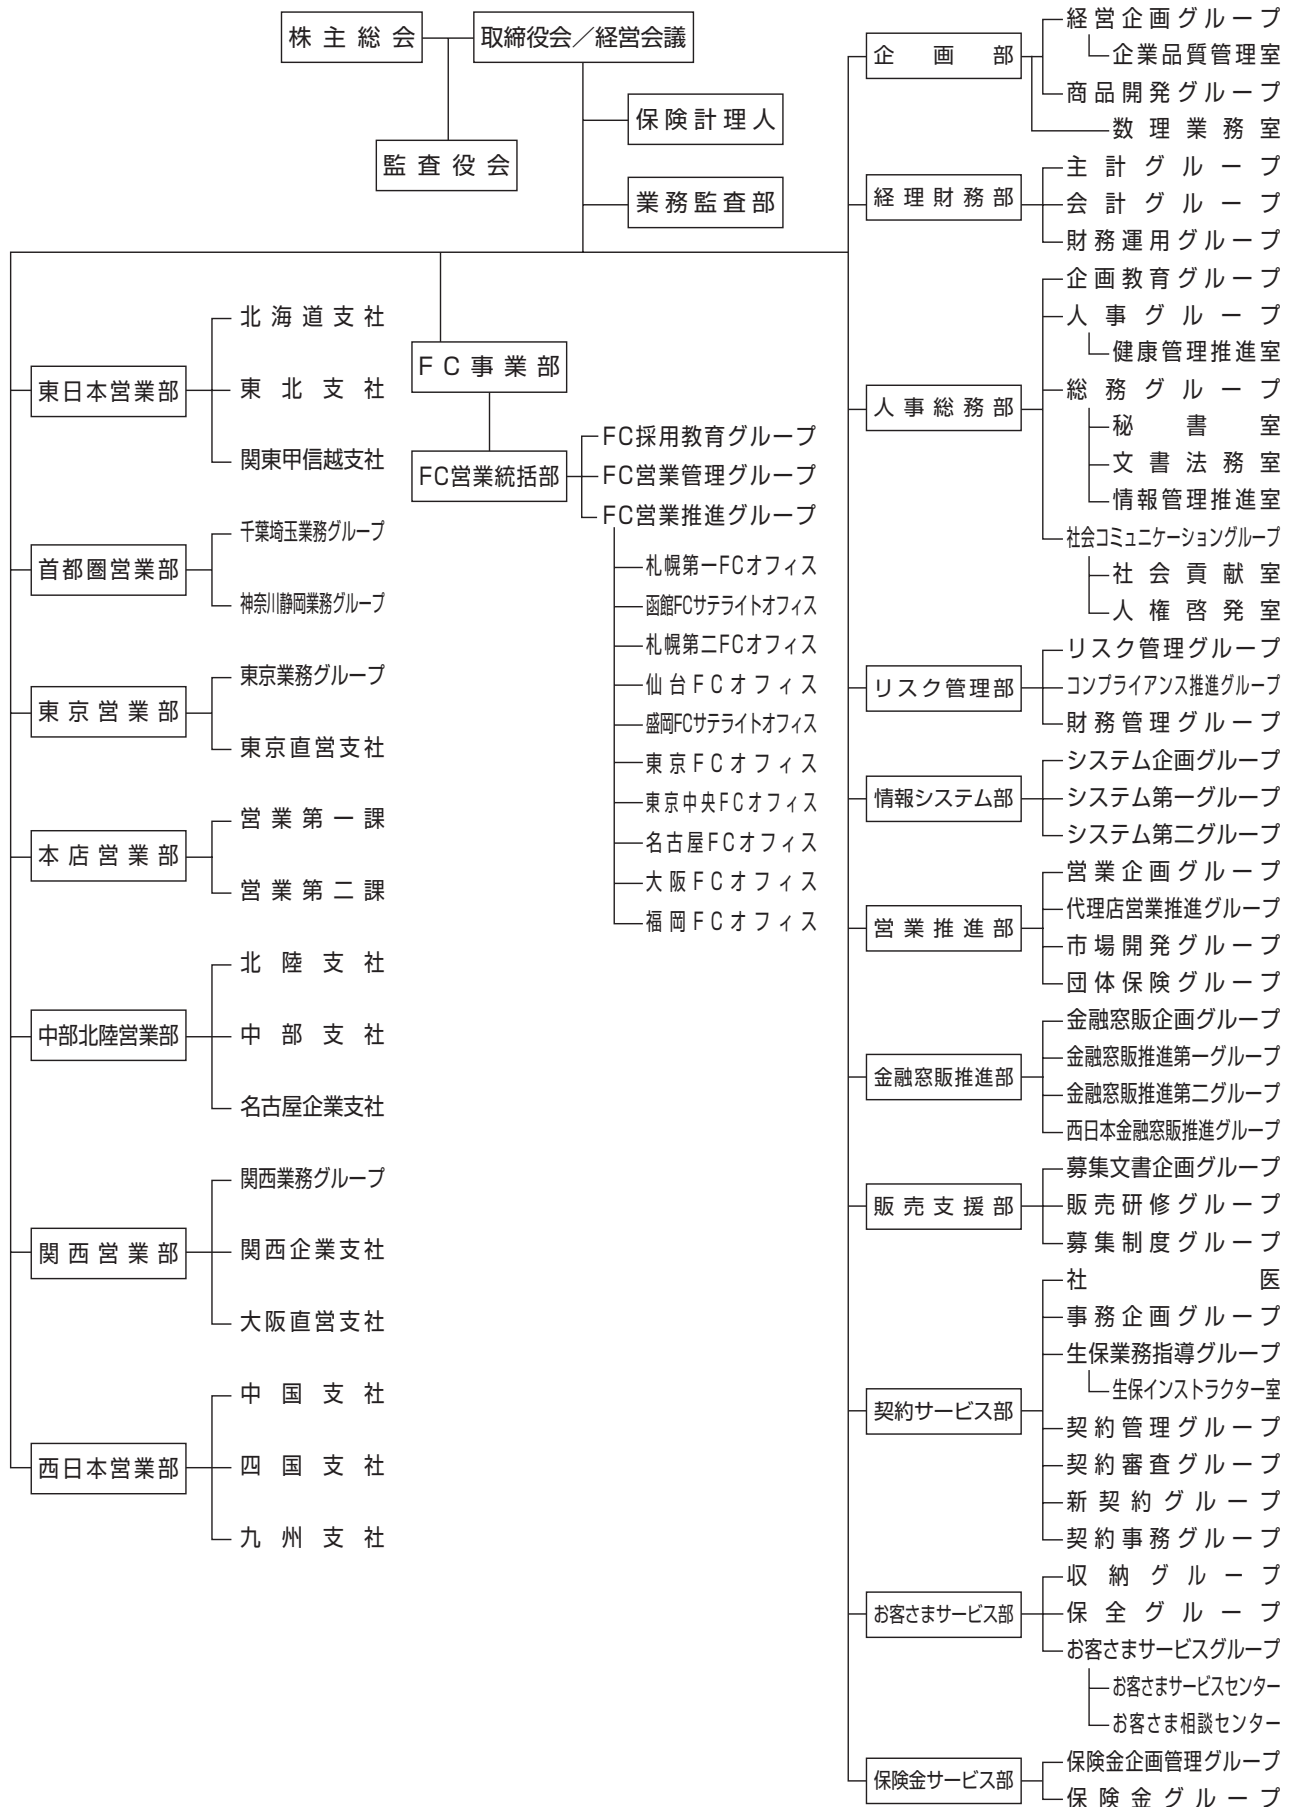 株主総会
取締役会／経営会議
保険計理人
監査役会
業務監査部
東日本営業部
北海道支社
東北支社
関東甲信越支社
首都圏営業部
千葉埼玉業務グループ
神奈川静岡業務グループ
東京営業部
東京業務グループ
東京直営支社
本店営業部
営業第一課
営業第二課
中部北陸営業部
北陸支社
中部支社
名古屋企業支社
関西営業部
関西業務グループ
関西企業支社
大阪直営支社
西日本営業部
中国支社
四国支社
九州支社
FC事業部
FC営業統括部
FC採用教育グループ
FC営業管理グループ
FC営業推進グループ
札幌第一FCオフィス
函館FCサテライトオフィス
札幌第二FCオフィス
仙台FCオフィス
盛岡FCサテライトオフィス
東京FCオフィス
東京中央FCオフィス
名古屋FCオフィス
大阪FCオフィス
福岡FCオフィス
企画部
経営企画グループ
企業品質管理室
商品開発グループ
数理業務室
経理財務部
主計グループ
会計グループ
財務運用グループ
人事総務部
企画教育グループ
人事グループ
健康管理推進室
総務グループ
秘書室
文書法務室
情報管理推進室
社会コミュニケーショングループ
社会貢献室
人権啓発室
リスク管理部
リスク管理グループ
コンプライアンス推進グループ
財務管理グループ
情報システム部
システム企画グループ
システム第一グループ
システム第二グループ
営業推進部
営業企画グループ
代理店営業推進グループ
市場開発グループ
団体保険グループ
金融窓販推進部
金融窓販企画グループ
金融窓販推進第一グループ
金融窓販推進第二グループ
西日本金融窓販推進グループ
販売支援部
募集文書企画グループ
販売研修グループ
募集制度グループ
契約サービス部
社医
事務企画グループ
生保業務指導グループ
生保インストラクター室
契約管理グループ
契約審査グループ
新契約グループ
契約事務グループ
お客さまサービス部
収納グループ
保全グループ
お客さまサービスグループ
お客さまサービスセンター
お客さま相談センター
保険金サービス部
保険金企画管理グループ
保険金グループ